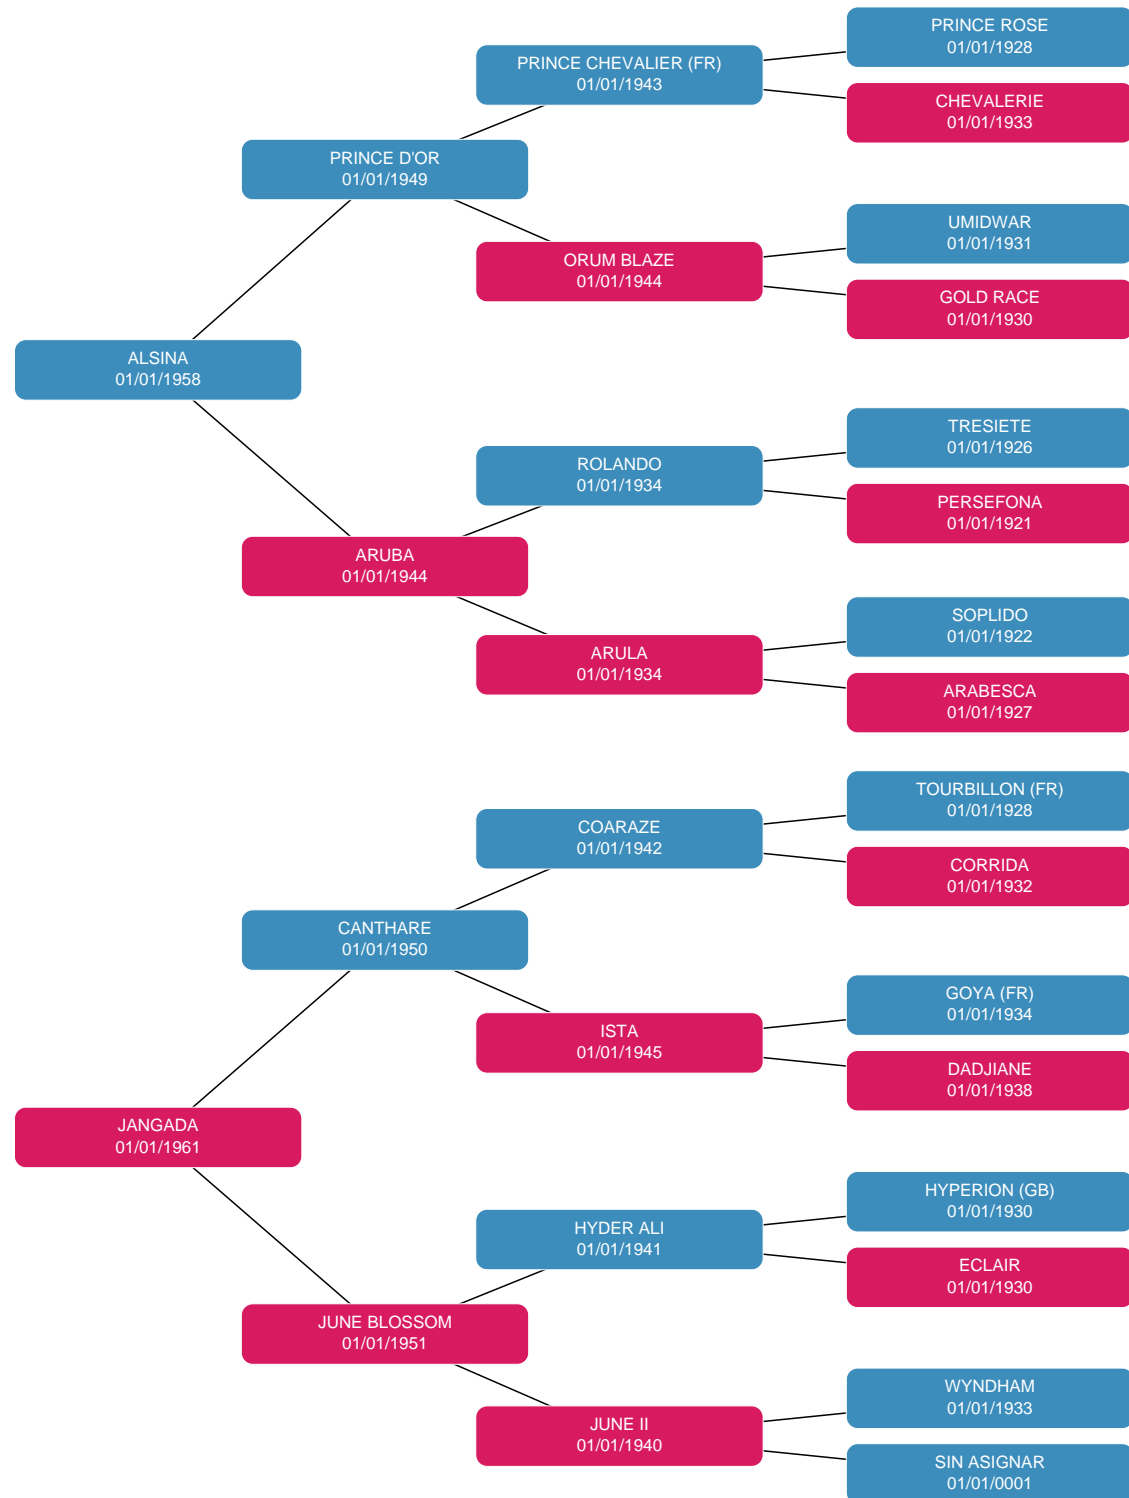 PRINCE ROSE
01/01/1928
PRINCE CHEVALIER (FR)
01/01/1943
CHEVALERIE
01/01/1933
PRINCE D'OR
01/01/1949
UMIDWAR
01/01/1931
ORUM BLAZE
01/01/1944
GOLD RACE
01/01/1930
ALSINA
01/01/1958
TRESIETE
01/01/1926
ROLANDO
01/01/1934
PERSEFONA
01/01/1921
ARUBA
01/01/1944
SOPLIDO
01/01/1922
ARULA
01/01/1934
ARABESCA
01/01/1927
TOURBILLON (FR)
01/01/1928
COARAZE
01/01/1942
CORRIDA
01/01/1932
CANTHARE
01/01/1950
GOYA (FR)
01/01/1934
ISTA
01/01/1945
DADJIANE
01/01/1938
JANGADA
01/01/1961
HYPERION (GB)
01/01/1930
HYDER ALI
01/01/1941
ECLAIR
01/01/1930
JUNE BLOSSOM
01/01/1951
WYNDHAM
01/01/1933
JUNE II
01/01/1940
SIN ASIGNAR
01/01/0001